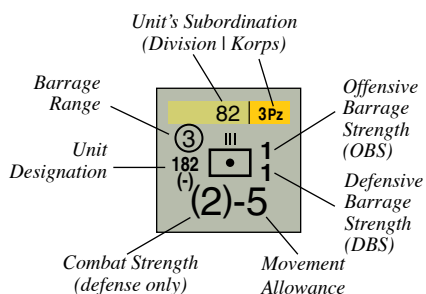 Unit's Subordination
(Division | Korps)
Barrage
Range
Unit
Designation
82 3Pz
3
III
182
(-)
1
1
(2)-5
Offensive
Barrage
Strength
(OBS)
Defensive
Barrage
Strength
(DBS)
Combat Strength
(defense only)
Movement
Allowance